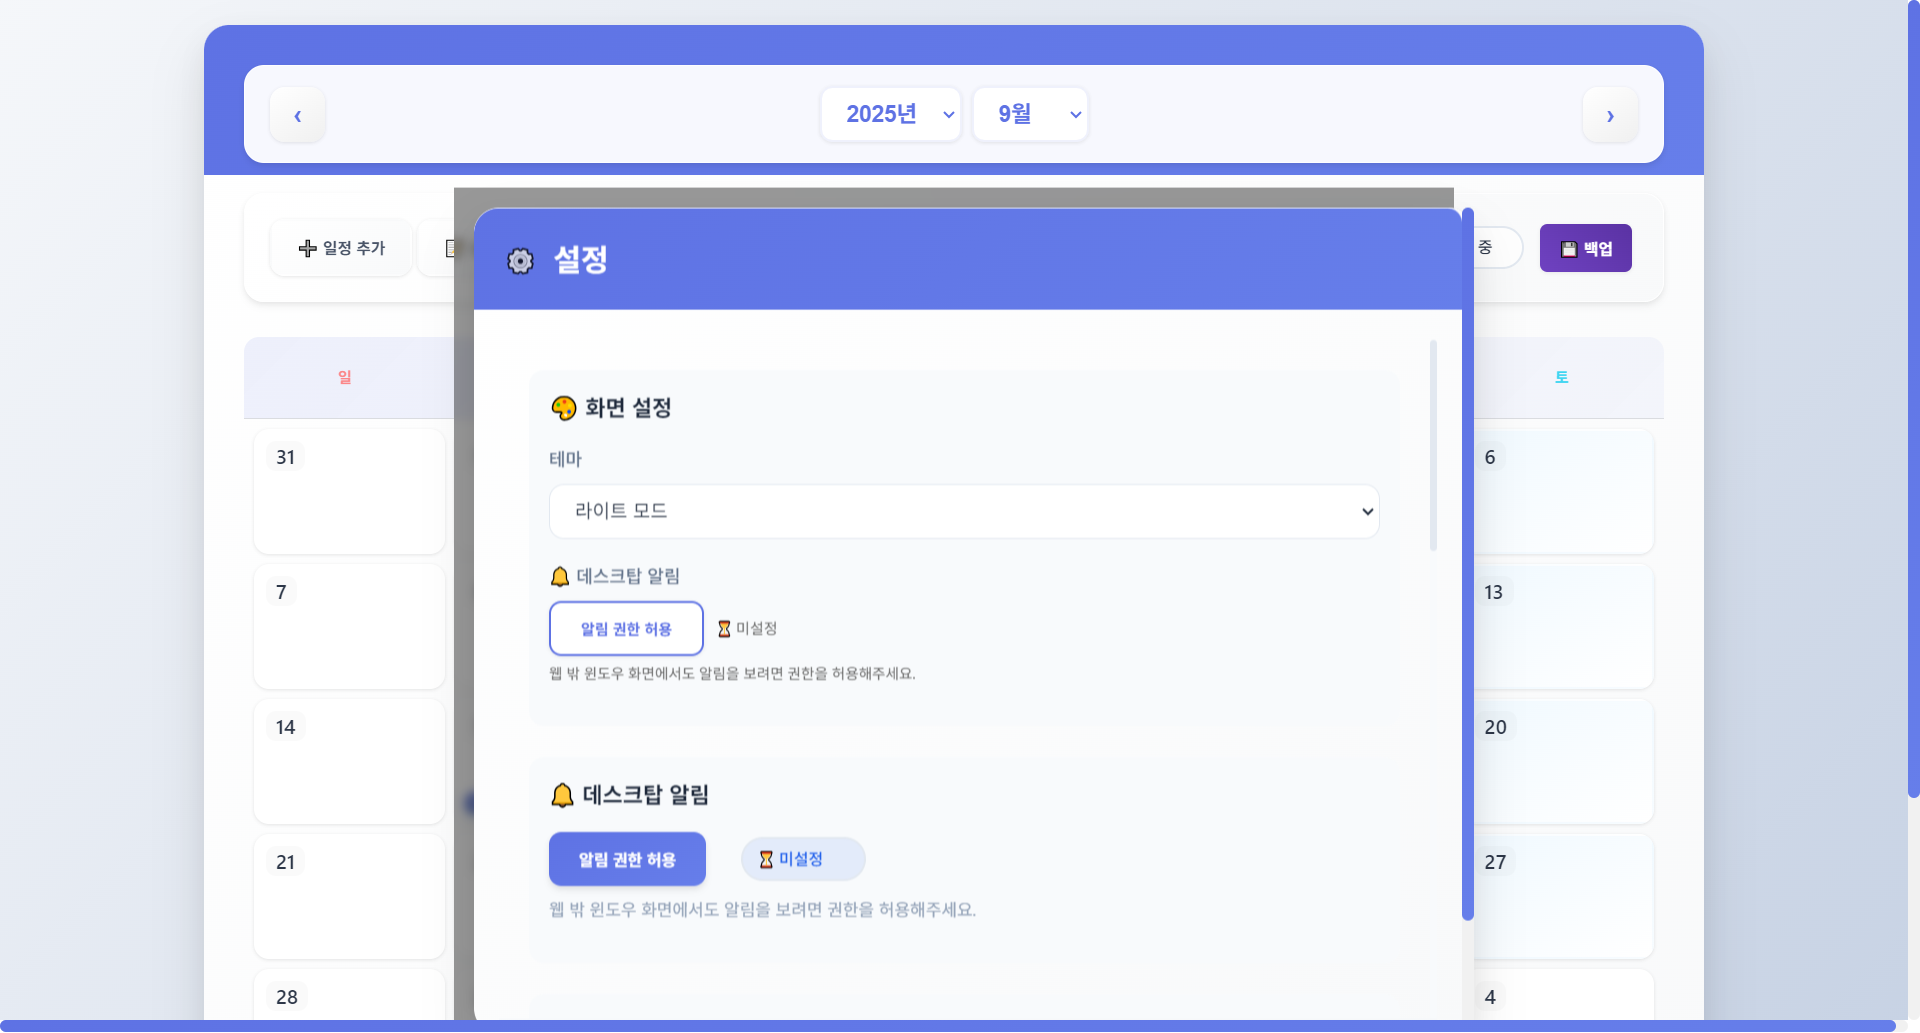 ‹
2025년
9월
›
➕ 일정 추가
중
💾 백업
⚙️ 설정
일
토
🎨 화면 설정
테마
라이트 모드
🔔 데스크탑 알림
알림 권한 허용
⏳ 미설정
웹 밖 윈도우 화면에서도 알림을 보려면 권한을 허용해주세요.
🔔 데스크탑 알림
알림 권한 허용
⏳ 미설정
웹 밖 윈도우 화면에서도 알림을 보려면 권한을 허용해주세요.
31
6
7
13
14
20
21
27
28
4